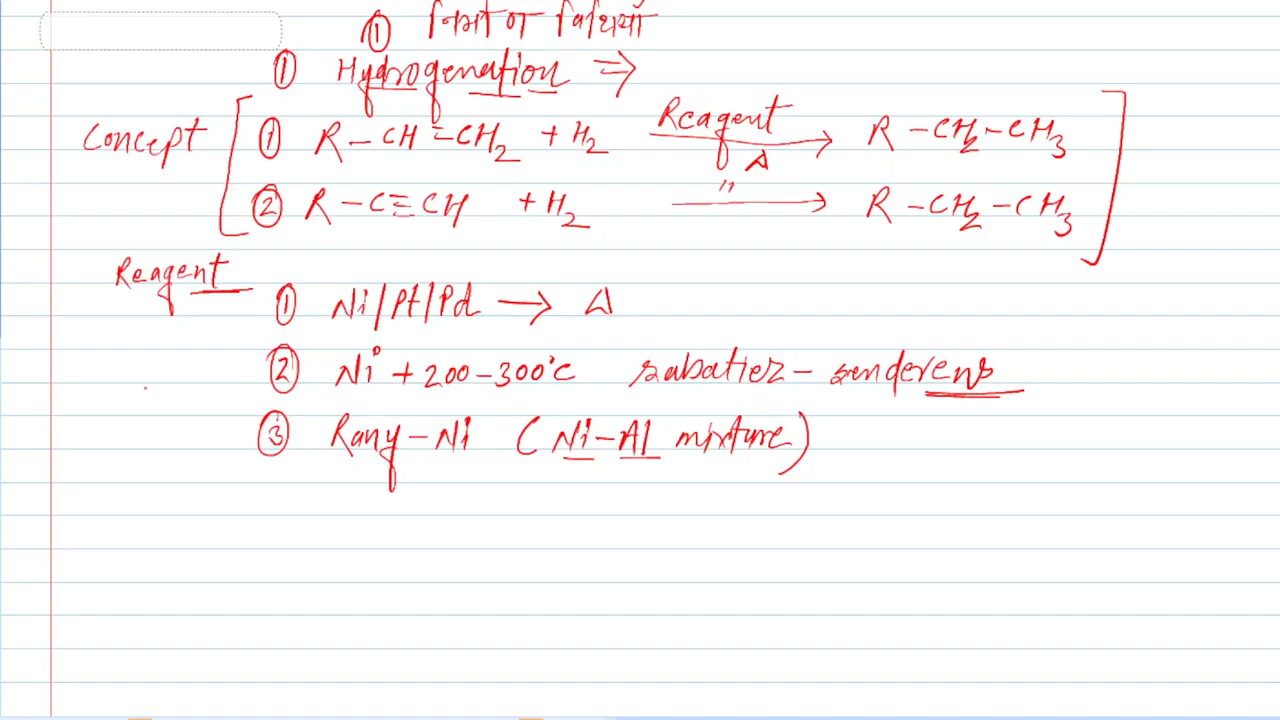 ①
① Hydrogenation ⇒
Concept
① R – CH = CH₂ + H₂ Reagent Δ → R – CH₂ – CH₃
② R – C ≡ CH + H₂ " → R – CH₂ – CH₃
Reagent
① Ni/Pt/Pd → Δ
② Ni + 200 – 300°C sabatier – senderens
③ Rany – Ni (Ni – Al mixture)